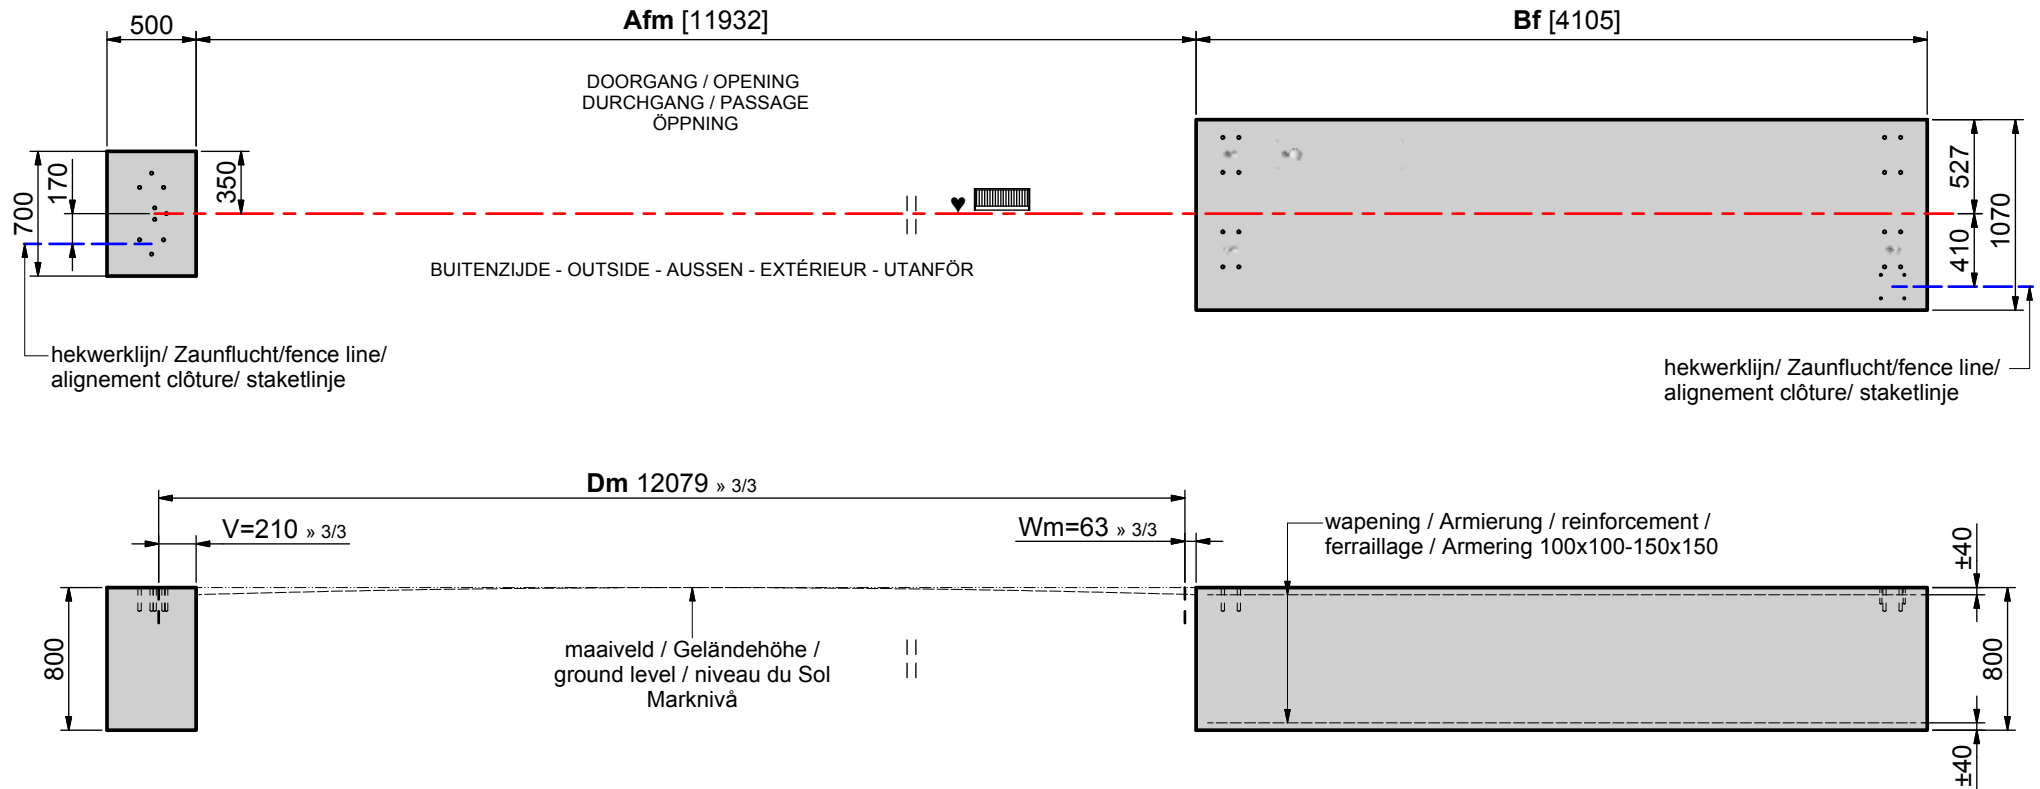 500
Afm [11932]
Bf [4105]
DOORGANG / OPENING
DURCHGANG / PASSAGE
ÖPPNING
700
170
350
527
410
1070
BUITENZIJDE - OUTSIDE - AUSSEN - EXTÉRIEUR - UTANFÖR
hekwerklijn/ Zaunflucht/fence line/
alignement clôture/ staketlinje
hekwerklijn/ Zaunflucht/fence line/
alignement clôture/ staketlinje
Dm 12079 » 3/3
V=210 » 3/3
Wm=63 » 3/3
wapening / Armierung / reinforcement /
ferraillage / Armering 100x100-150x150
±40
800
maaiveld / Geländehöhe /
ground level / niveau du Sol
Marknivå
800
±40